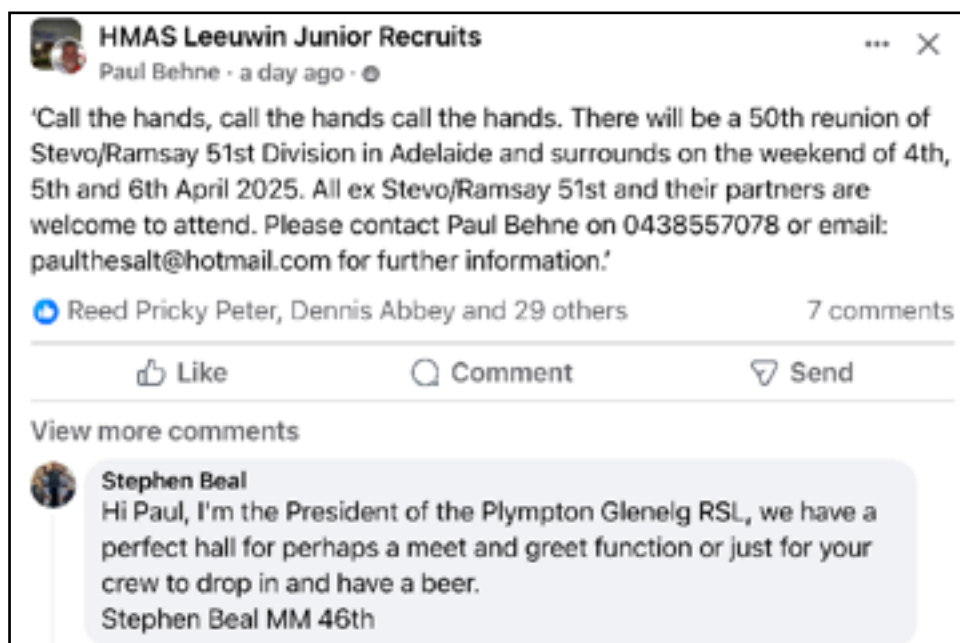 HMAS Leeuwin Junior Recruits
Paul Behne · a day ago ·
‘Call the hands, call the hands call the hands. There will be a 50th reunion of
Stevo/Ramsay 51st Division in Adelaide and surrounds on the weekend of 4th,
5th and 6th April 2025. All ex Stevo/Ramsay 51st and their partners are
welcome to attend. Please contact Paul Behne on 0438557078 or email:
paulthesalt@hotmail.com for further information.’
Reed Pricky Peter, Dennis Abbey and 29 others 7 comments
Like Comment Send
View more comments
Stephen Beal
Hi Paul, I'm the President of the Plympton Glenelg RSL, we have a
perfect hall for perhaps a meet and greet function or just for your
crew to drop in and have a beer.
Stephen Beal MM 46th